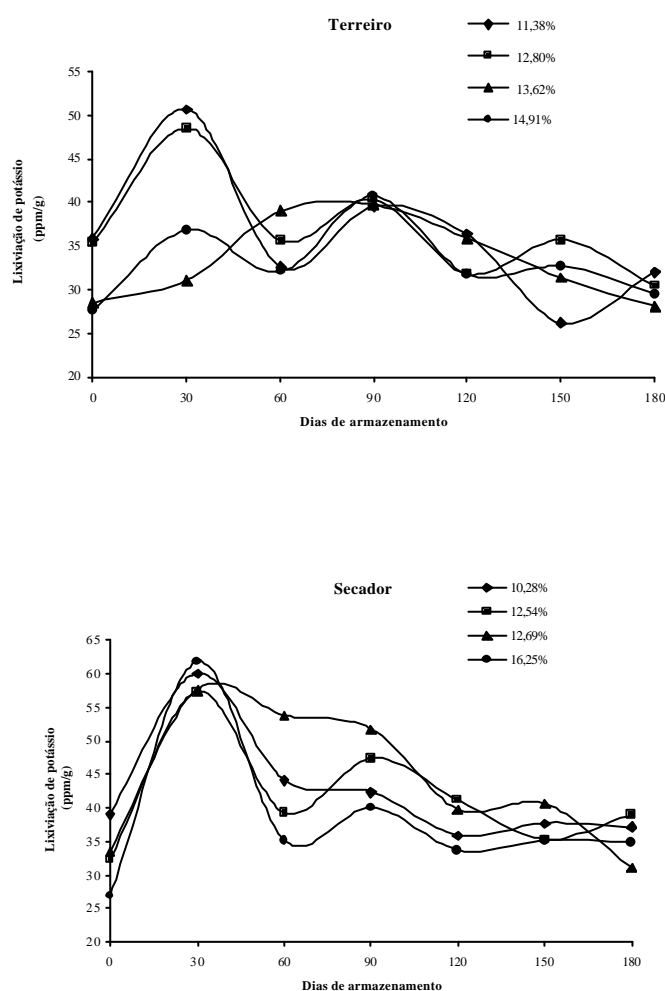 Terreiro
11,38%
12,80%
13,62%
14,91%
55
50
45
40
35
30
25
20
Lixiviação de potássio
(ppm/g)
0 30 60 90 120 150 180
Dias de armazenamento
Secador
10,28%
12,54%
12,69%
16,25%
65
60
55
50
45
40
35
30
25
20
Lixiviação de potássio
(ppm/g)
0 30 60 90 120 150 180
Dias de armazenamento